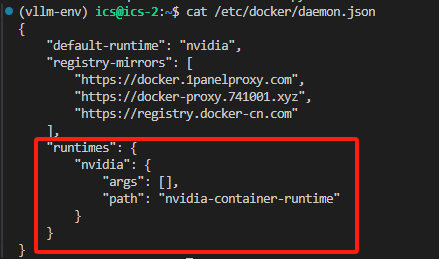 (vllm-env) ics@ics-2:~$ cat /etc/docker/daemon.json
{
    "default-runtime": "nvidia",
    "registry-mirrors": [
        "https://docker.1panelproxy.com",
        "https://docker-proxy.741001.xyz",
        "https://registry.docker-cn.com"
    ],
    "runtimes": {
        "nvidia": {
            "args": [],
            "path": "nvidia-container-runtime"
        }
    }
}